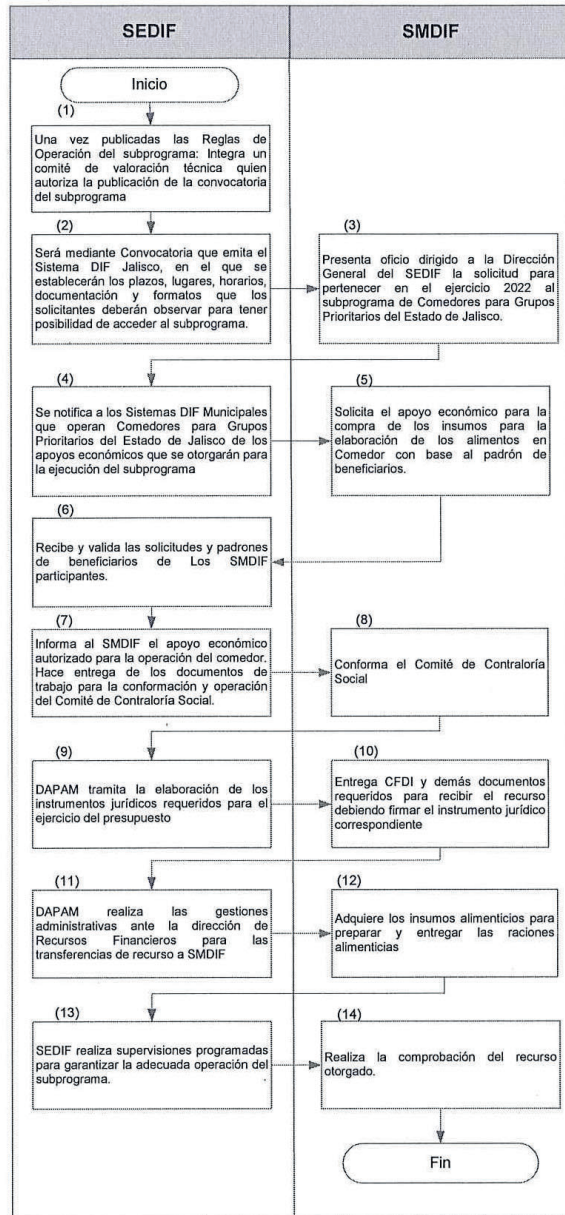 SEDIF
SMDIF
Inicio
(1)
Una vez publicadas las Reglas de
Operación del subprograma: Integra un
comité de valoración técnica quien
autoriza la publicación de la convocatoria
del subprograma
(2)
Será mediante Convocatoria que emita el
Sistema DIF Jalisco, en el que se
establecerán los plazos, lugares, horarios,
documentación y formatos que los
solicitantes deberán observar para tener
posibilidad de acceder al subprograma.
(3)
Presenta oficio dirigido a la Dirección
General del SEDIF la solicitud para
pertenecer en el ejercicio 2022 al
subprograma de Comedores para Grupos
Prioritarios del Estado de Jalisco.
(4)
Se notifica a los Sistemas DIF Municipales
que operan Comedores para Grupos
Prioritarios del Estado de Jalisco de los
apoyos económicos que se otorgarán para
la ejecución del subprograma
(5)
Solicita el apoyo económico para la
compra de los insumos para la
elaboración de los alimentos en
Comedor con base al padrón de
beneficiarios.
(6)
Recibe y valida las solicitudes y padrones
de beneficiarios de Los SMDIF
participantes.
(7)
Informa al SMDIF el apoyo económico
autorizado para la operación del comedor.
Hace entrega de los documentos de
trabajo para la conformación y operación
del Comité de Contraloría Social.
(8)
Conforma el Comité de Contraloría
Social
(9)
DAPAM tramita la elaboración de los
instrumentos jurídicos requeridos para el
ejercicio del presupuesto
(10)
Entrega CFDI y demás documentos
requeridos para recibir el recurso
debiendo firmar el instrumento jurídico
correspondiente
(11)
DAPAM realiza las gestiones
administrativas ante la dirección de
Recursos Financieros para las
transferencias de recurso a SMDIF
(12)
Adquiere los insumos alimenticios para
preparar y entregar las raciones
alimenticias
(13)
SEDIF realiza supervisiones programadas
para garantizar la adecuada operación del
subprograma.
(14)
Realiza la comprobación del recurso
otorgado.
Fin